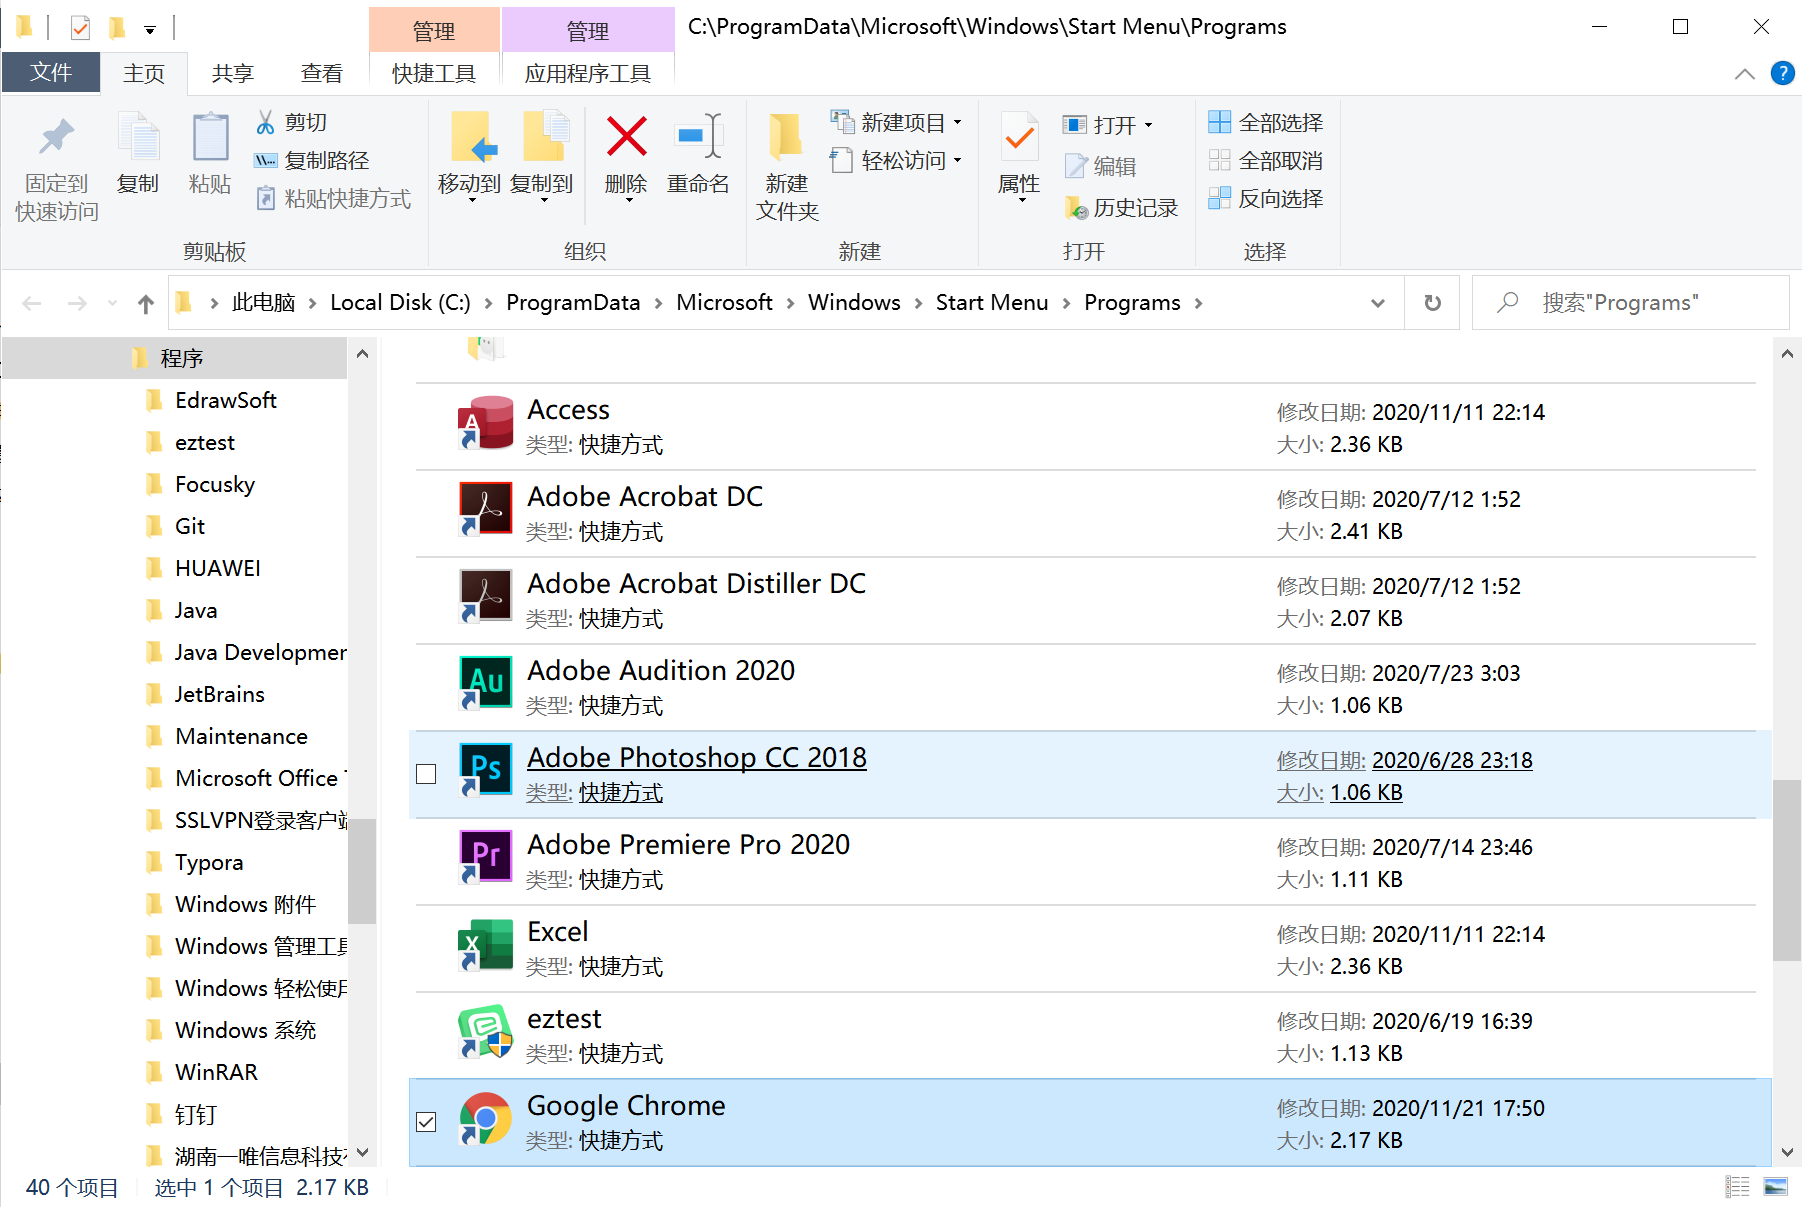 管理
管理
C:\ProgramData\Microsoft\Windows\Start Menu\Programs
文件
主页
共享
查看
快捷工具
应用程序工具
固定到
快速访问
复制
粘贴
剪切
复制路径
粘贴快捷方式
剪贴板
移动到
复制到
删除
重命名
组织
新建
文件夹
新建项目
轻松访问
新建
属性
打开
编辑
历史记录
打开
全部选择
全部取消
反向选择
选择
此电脑 > Local Disk (C:) > ProgramData > Microsoft > Windows > Start Menu > Programs >
搜索"Programs"
程序
EdrawSoft
eztest
Focusky
Git
HUAWEI
Java
Java Developmer
JetBrains
Maintenance
Microsoft Office
SSLVPN登录客户端
Typora
Windows 附件
Windows 管理工具
Windows 轻松使用
Windows 系统
WinRAR
钉钉
湖南一唯信息科技
Access
类型: 快捷方式
修改日期: 2020/11/11 22:14
大小: 2.36 KB
Adobe Acrobat DC
类型: 快捷方式
修改日期: 2020/7/12 1:52
大小: 2.41 KB
Adobe Acrobat Distiller DC
类型: 快捷方式
修改日期: 2020/7/12 1:52
大小: 2.07 KB
Au
Adobe Audition 2020
类型: 快捷方式
修改日期: 2020/7/23 3:03
大小: 1.06 KB
Ps
Adobe Photoshop CC 2018
类型: 快捷方式
修改日期: 2020/6/28 23:18
大小: 1.06 KB
Pr
Adobe Premiere Pro 2020
类型: 快捷方式
修改日期: 2020/7/14 23:46
大小: 1.11 KB
Excel
类型: 快捷方式
修改日期: 2020/11/11 22:14
大小: 2.36 KB
eztest
类型: 快捷方式
修改日期: 2020/6/19 16:39
大小: 1.13 KB
Google Chrome
类型: 快捷方式
修改日期: 2020/11/21 17:50
大小: 2.17 KB
40 个项目
选中 1 个项目 2.17 KB